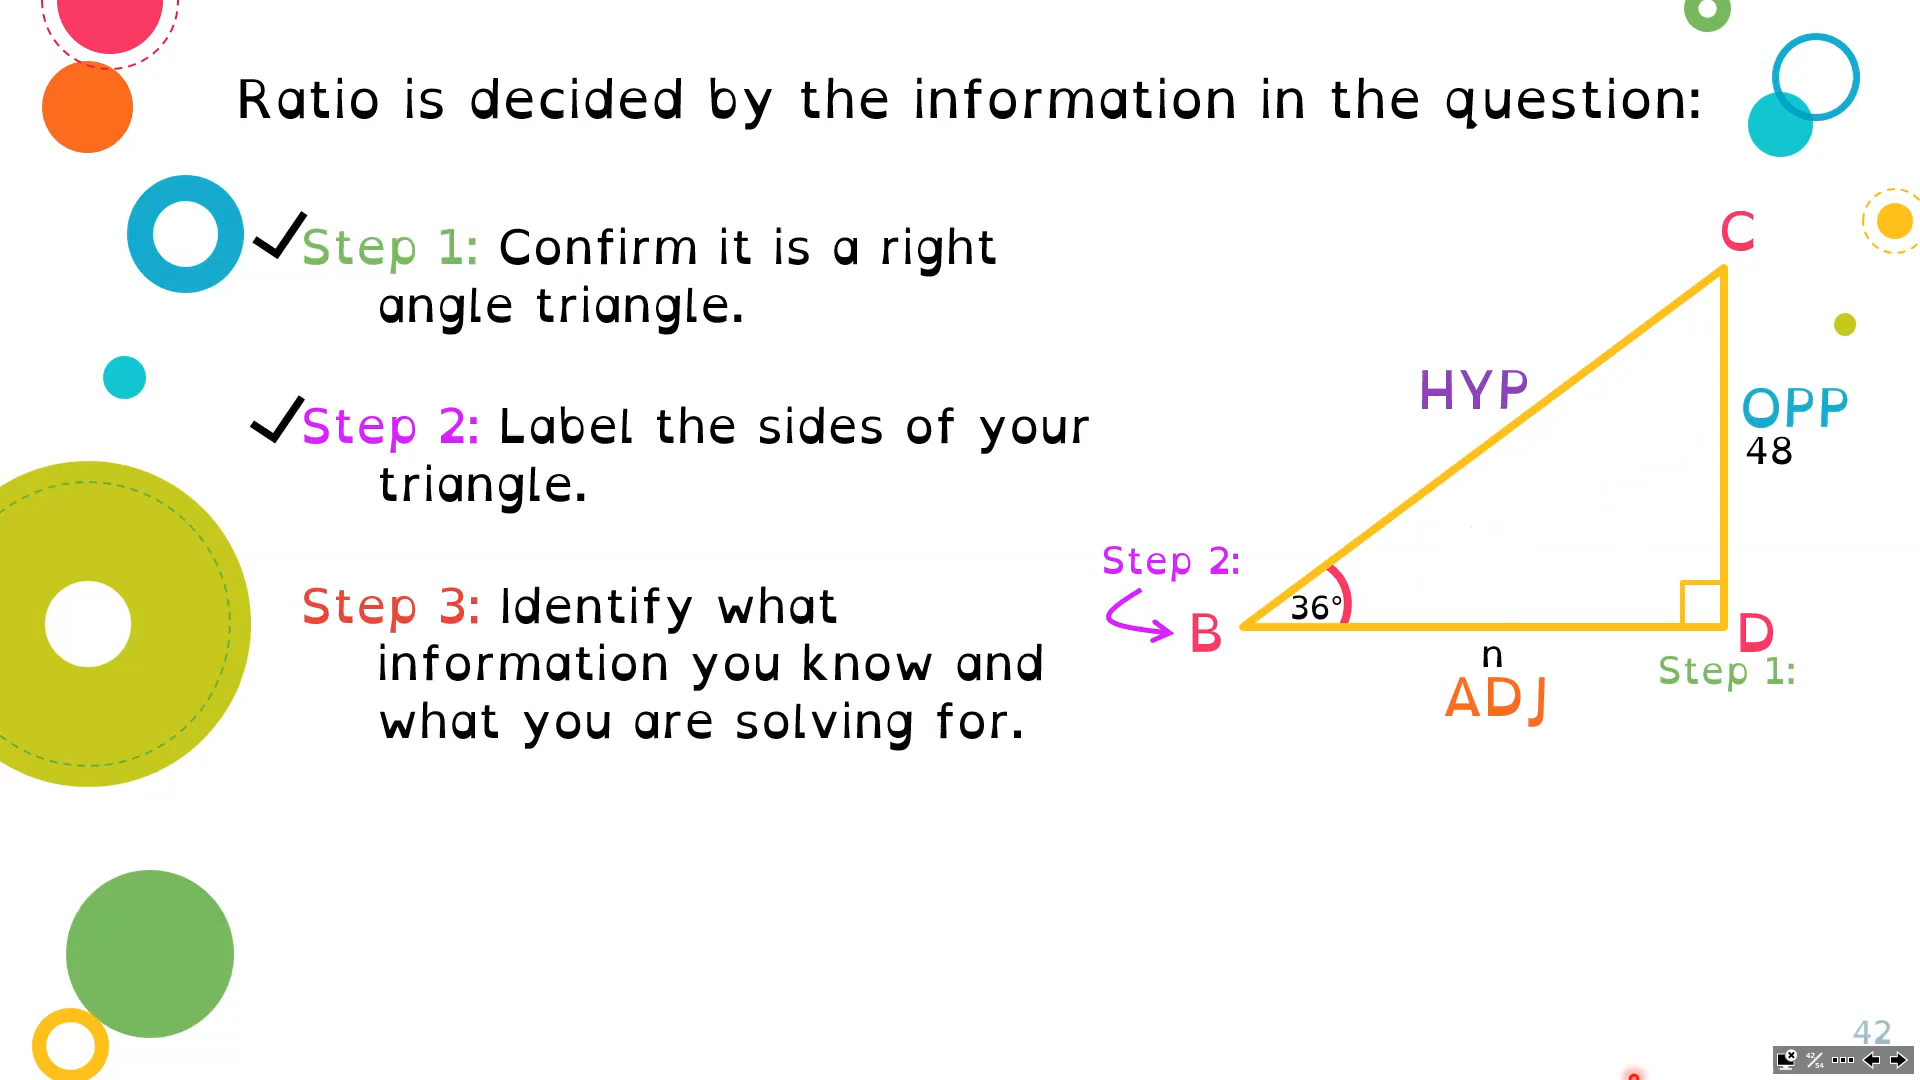 Ratio is decided by the information in the question:
Step 1: Confirm it is a right
angle triangle.
Step 2: Label the sides of your
triangle.
Step 3: Identify what
information you know and
what you are solving for.
C
HYP
OPP
48
Step 2:
B
36°
D
n
ADJ
Step 1:
42
42/54